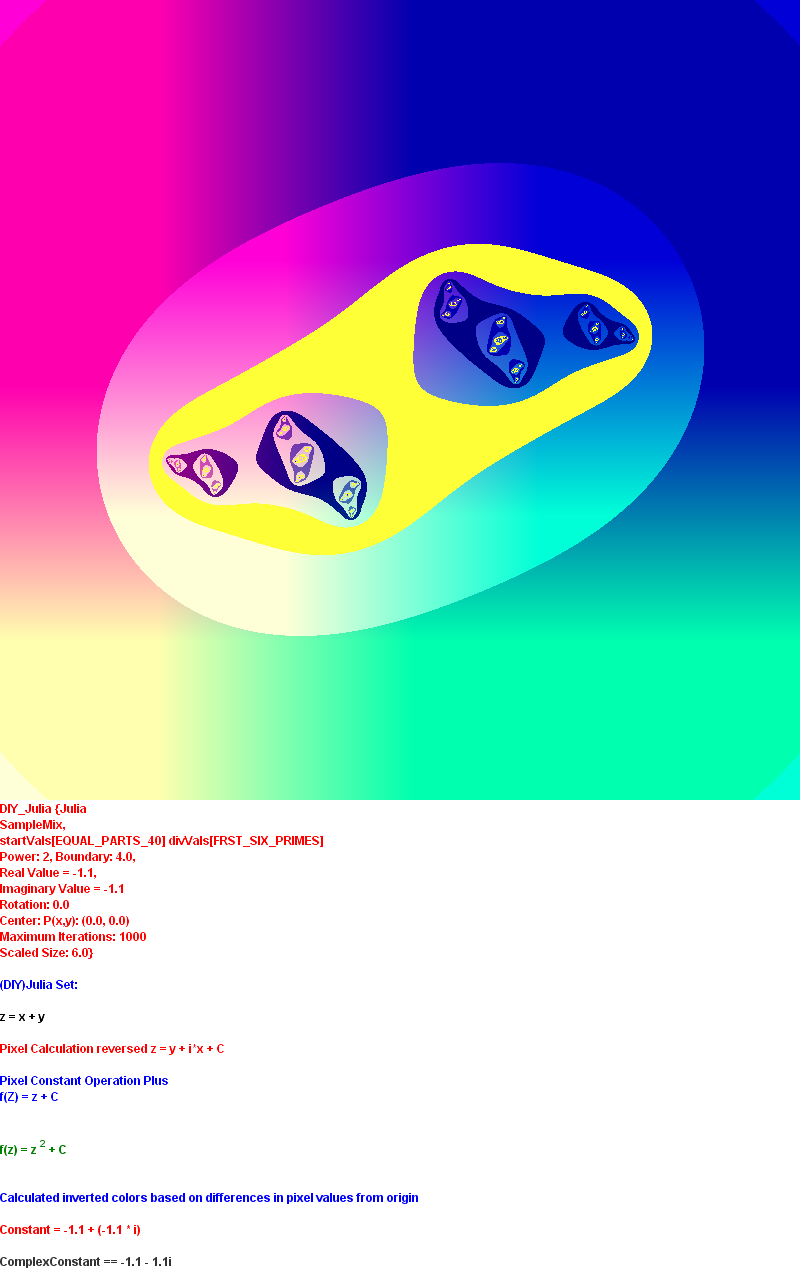 DIY_Julia {Julia
SampleMix,
startVals[EQUAL_PARTS_40] divVals[FRST_SIX_PRIMES]
Power: 2, Boundary: 4.0,
Real Value = -1.1,
Imaginary Value = -1.1
Rotation: 0.0
Center: P(x,y): (0.0, 0.0)
Maximum Iterations: 1000
Scaled Size: 6.0}
(DIY)Julia Set:
z = x + y
Pixel Calculation reversed z = y + i*x + C
Pixel Constant Operation Plus
f(Z) = z + C
f(z) = z ² + C
Calculated inverted colors based on differences in pixel values from origin
Constant = -1.1 + (-1.1 * i)
ComplexConstant == -1.1 - 1.1i